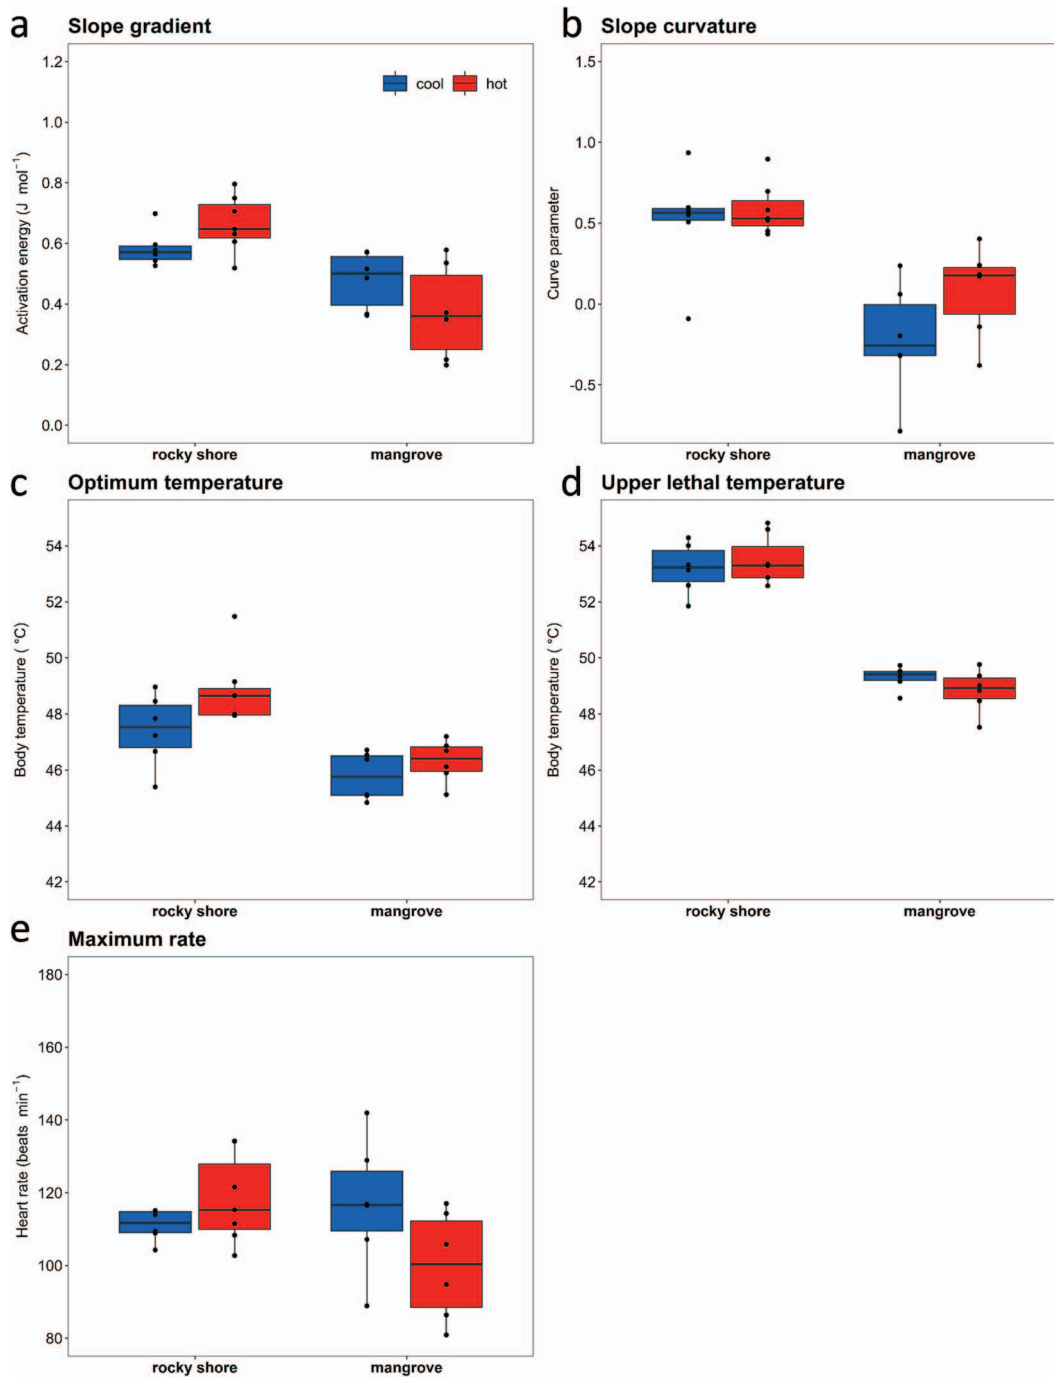 a Slope gradient
Activation energy (J mol⁻¹)
1.2
1.0
0.8
0.6
0.4
0.2
0.0
cool hot
rocky shore mangrove
b Slope curvature
Curve parameter
1.5
1.0
0.5
0.0
-0.5
rocky shore mangrove
c Optimum temperature
Body temperature ( °C)
54
52
50
48
46
44
42
rocky shore mangrove
d Upper lethal temperature
Body temperature ( °C)
54
52
50
48
46
44
42
rocky shore mangrove
e Maximum rate
Heart rate (beats min⁻¹)
180
160
140
120
100
80
rocky shore mangrove